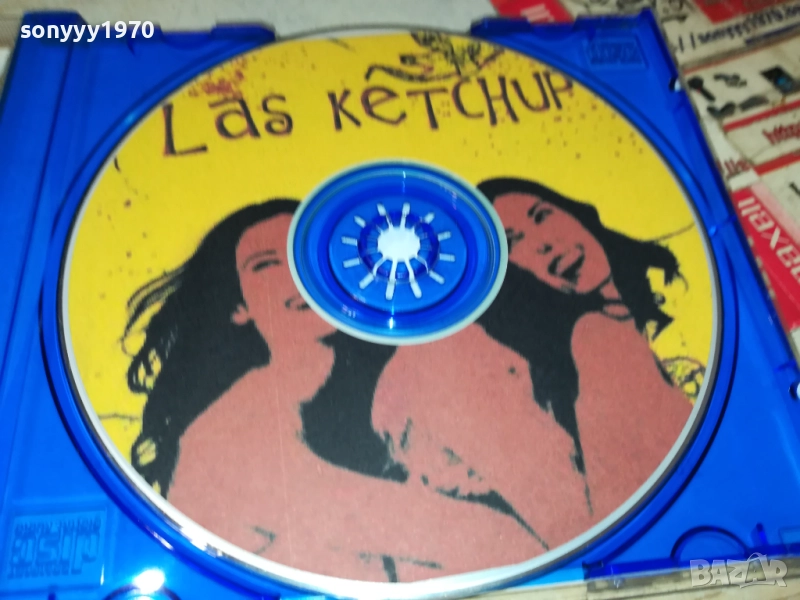 sonyyy1970
Las KETCHUP
maxell
BAZAR